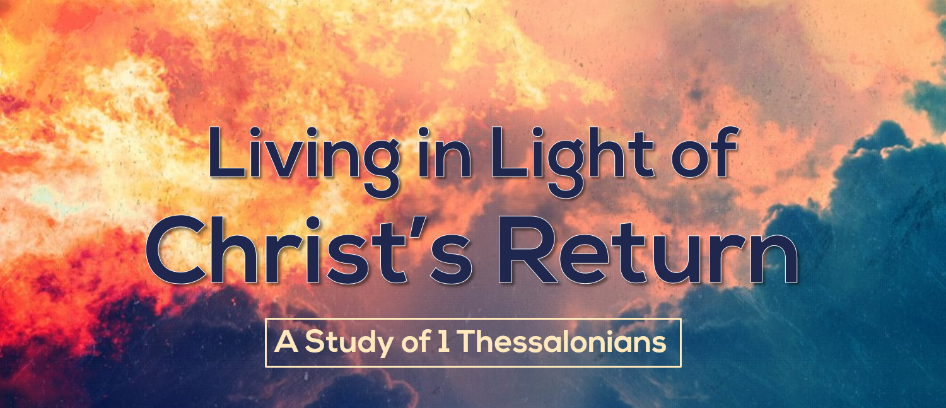 Living in Light of
Christ’s Return
A Study of 1 Thessalonians